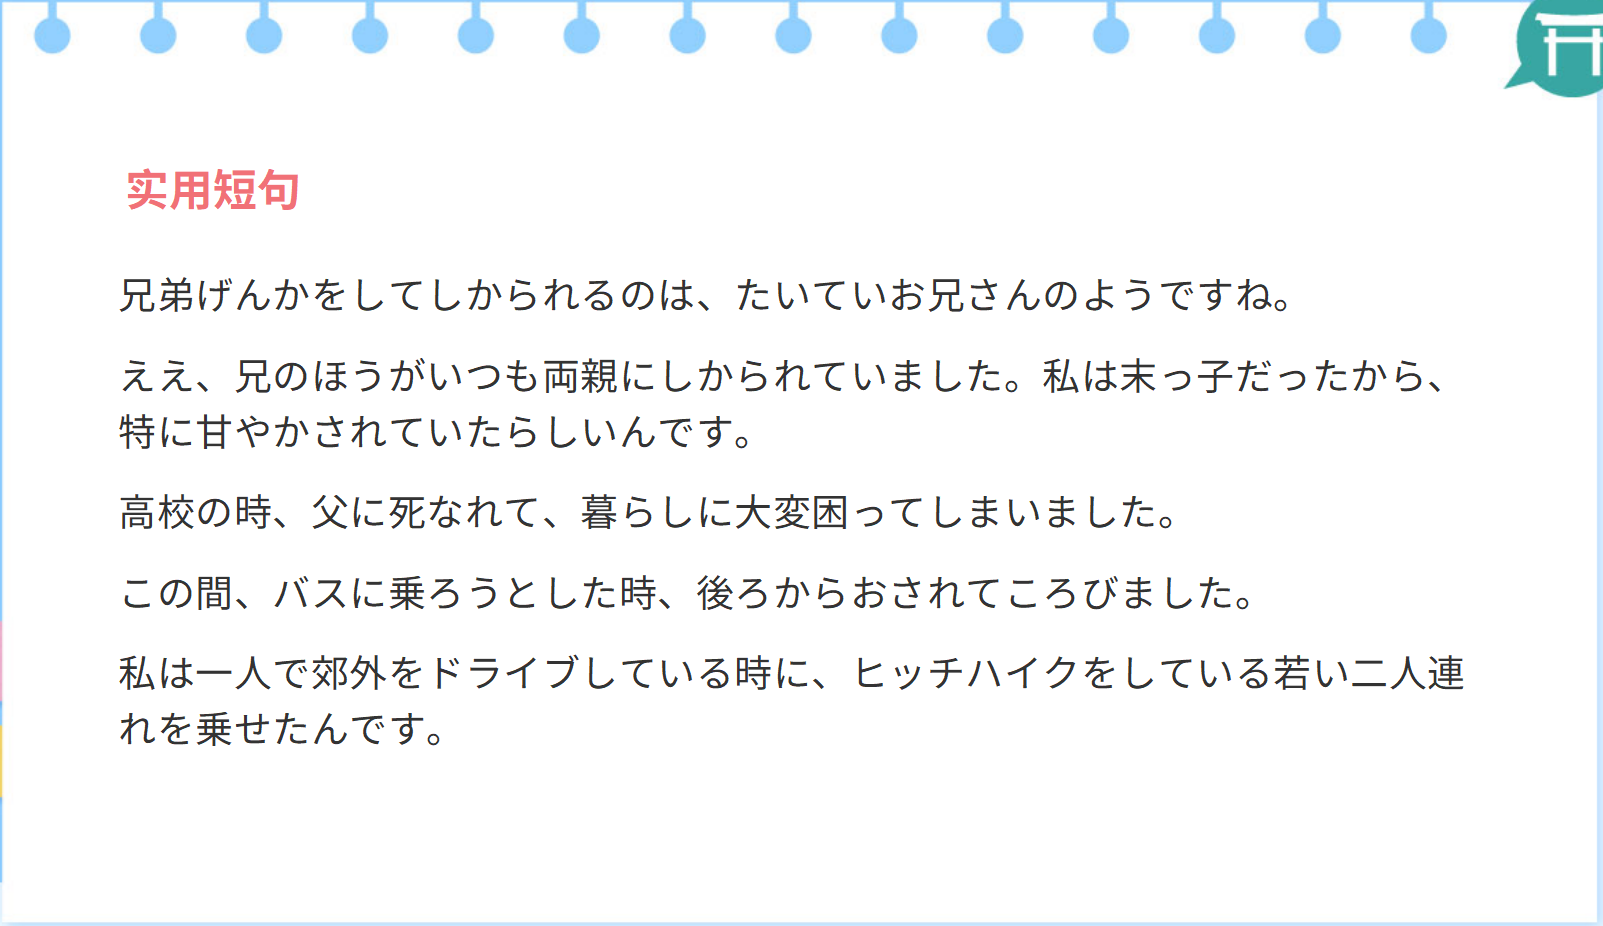 实用短句
兄弟げんかをしてしかられるのは、たいていお兄さんのようですね。
ええ、兄のほうがいつも両親にしかられていました。私は末っ子だったから、
特に甘やかされていたらしいんです。
高校の時、父に死なれて、暮らしに大変困ってしまいました。
この間、バスに乗ろうとした時、後ろからおされてころびました。
私は一人で郊外をドライブしている時に、ヒッチハイクをしている若い二人連
れを乗せたんです。